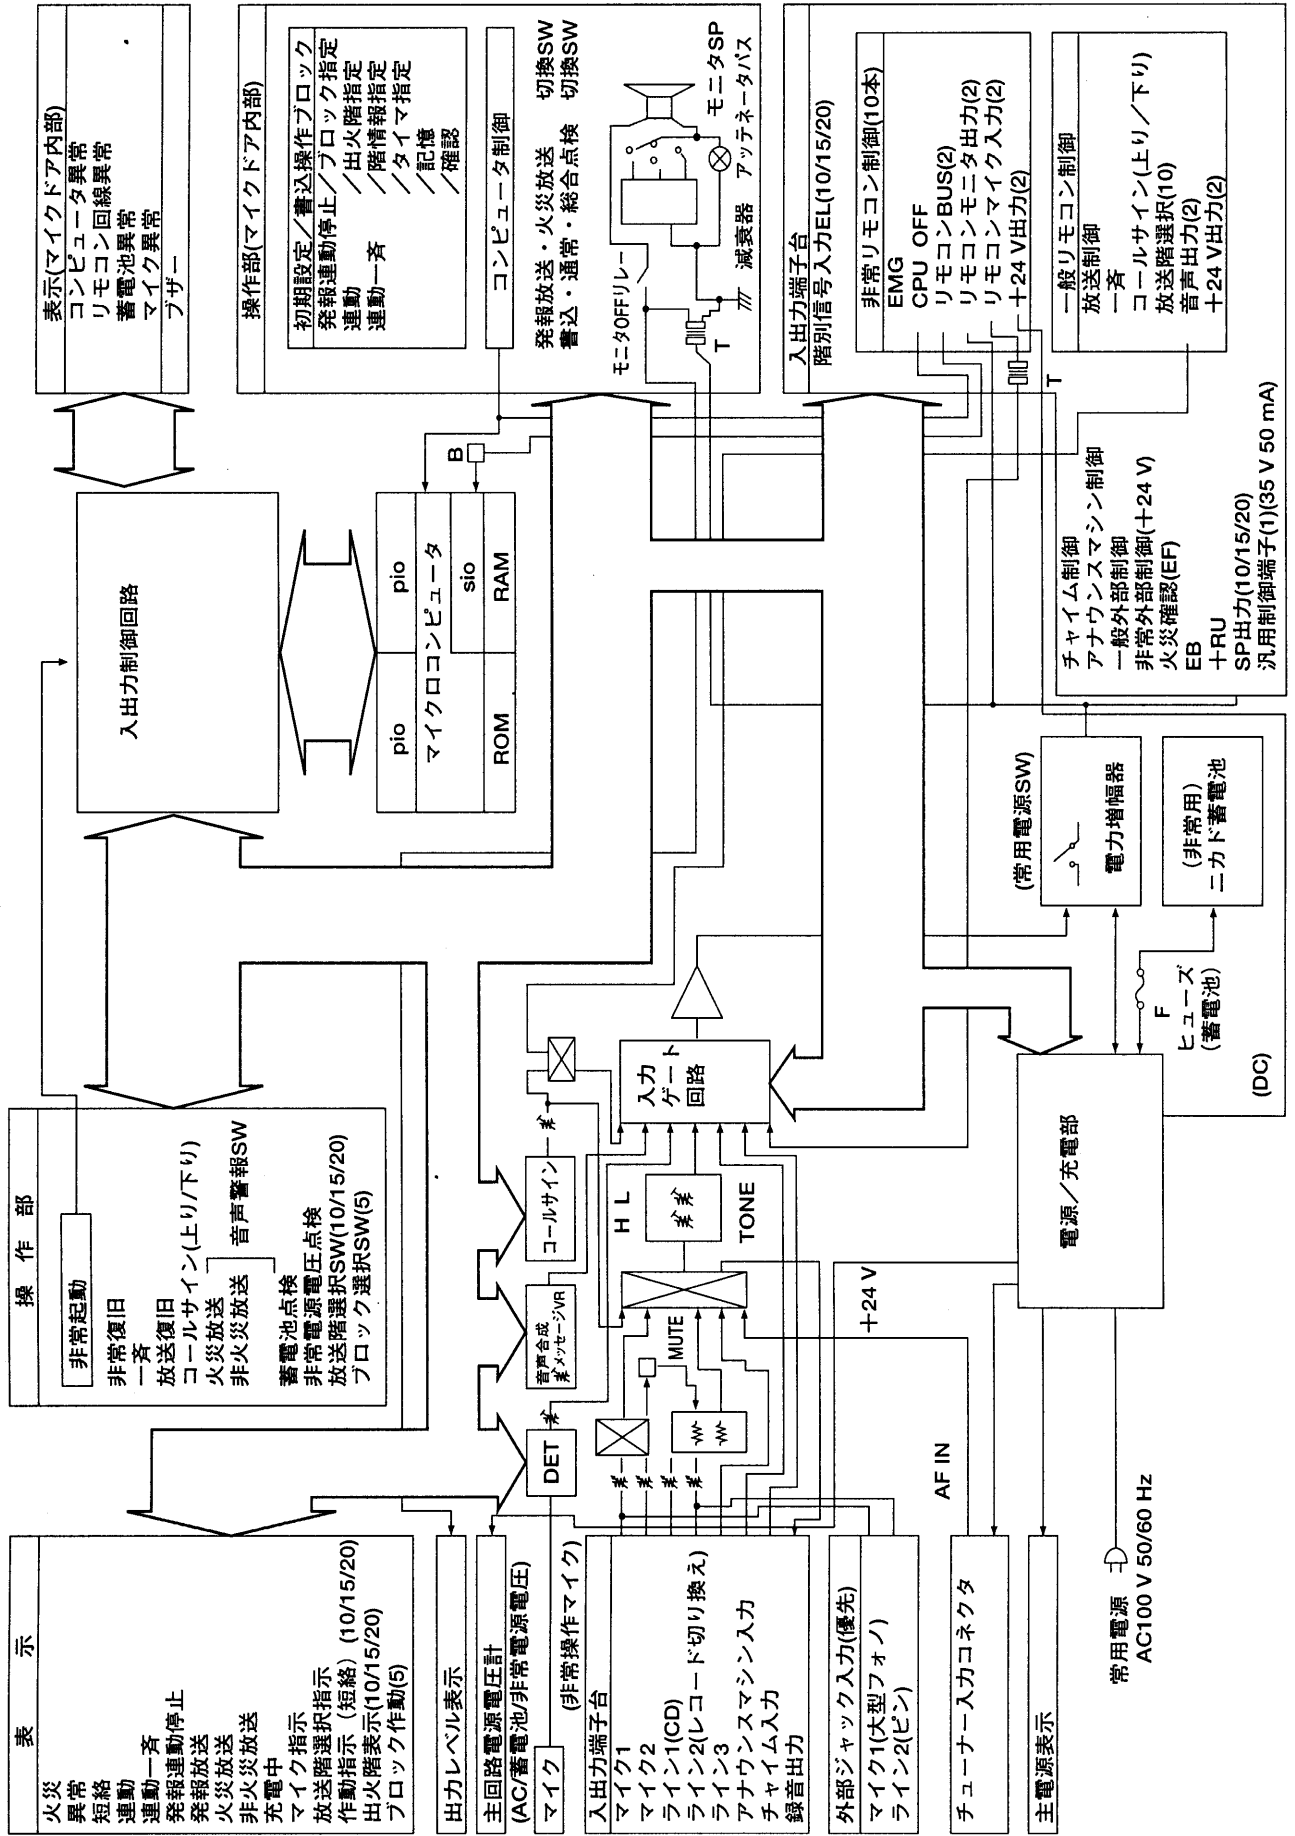 表　示
火災
異常
短絡
連動
連動一斉
発報連動停止
発報放送
火災放送
非火災放送
充電中
マイク指示
放送階選択指示
作動指示（短絡）(10/15/20)
出火階表示(10/15/20)
ブロック作動(5)
出力レベル表示
主回路電源電圧計
(AC/蓄電池/非常電源電圧)
マイク
(非常操作マイク)
入出力端子台
マイク1
マイク2
ライン1(CD)
ライン2(レコード切り換え)
ライン3
アナウンスマシン入力
チャイム入力
録音出力
外部ジャック入力(優先)
マイク1(大型フォノ)
ライン2(ピン)
チューナー入力コネクタ
主電源表示
常用電源
AC100 V 50/60 Hz
操　作　部
非常起動
非常復旧
一斉
放送復旧
コールサイン(上り/下り)
火災放送
非火災放送
音声警報SW
蓄電池点検
非常電源電圧点検
放送階選択SW(10/15/20)
ブロック選択SW(5)
DET
音声合成
メッセージVR
コールサイン
MUTE
H L
TONE
AF IN
+24 V
入力
ゲート
回路
電源／充電部
(DC)
F
ヒューズ
(蓄電池)
(常用電源SW)
電力増幅器
(非常用)
ニカド蓄電池
入出力制御回路
pio
pio
マイクロコンピュータ
sio
ROM
RAM
B
表示(マイクドア内部)
コンピュータ異常
リモコン回線異常
蓄電池異常
マイク異常
ブザー
操作部(マイクドア内部)
初期設定／書込操作ブロック
発報連動停止／ブロック指定
連動　　　　／出火階指定
連動一斉　　／階情報指定
／タイマ指定
／記憶
／確認
コンピュータ制御
発報放送・火災放送　切換SW
書込・通常・総合点検　切換SW
モニタOFFリレー
モニタSP
減衰器　アッテネータパス
T
入出力端子台
階別信号入力EL(10/15/20)
非常リモコン制御(10本)
EMG
CPU OFF
リモコンBUS(2)
リモコンモニタ出力(2)
リモコンマイク入力(2)
+24 V出力(2)
T
一般リモコン制御
放送制御
一斉
コールサイン(上り／下り)
放送階選択(10)
音声出力(2)
+24 V出力(2)
チャイム制御
アナウンスマシン制御
一般外部制御
非常外部制御(+24 V)
火災確認(EF)
EB
+RU
SP出力(10/15/20)
汎用制御端子(1)(35 V 50 mA)